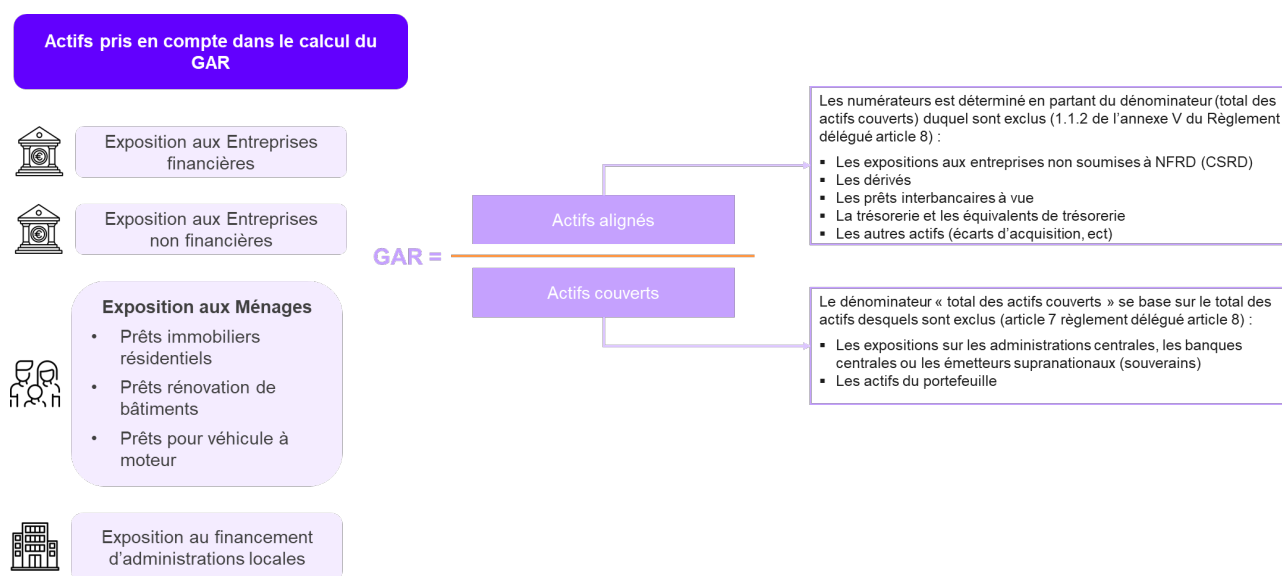 Actifs pris en compte dans le calcul du
GAR
Exposition aux Entreprises
financières
Exposition aux Entreprises
non financières
Exposition aux Ménages
• Prêts immobiliers
résidentiels
• Prêts rénovation de
bâtiments
• Prêts pour véhicule à
moteur
Exposition au financement
d’administrations locales
GAR =
Actifs alignés
Actifs couverts
Les numérateurs est déterminé en partant du dénominateur (total des
actifs couverts) duquel sont exclus (1.1.2 de l’annexe V du Règlement
délégué article 8) :
▪ Les expositions aux entreprises non soumises à NFRD (CSRD)
▪ Les dérivés
▪ Les prêts interbancaires à vue
▪ La trésorerie et les équivalents de trésorerie
▪ Les autres actifs (écarts d’acquisition, ect)
Le dénominateur « total des actifs couverts » se base sur le total des
actifs desquels sont exclus (article 7 règlement délégué article 8) :
▪ Les expositions sur les administrations centrales, les banques
centrales ou les émetteurs supranationaux (souverains)
▪ Les actifs du portefeuille